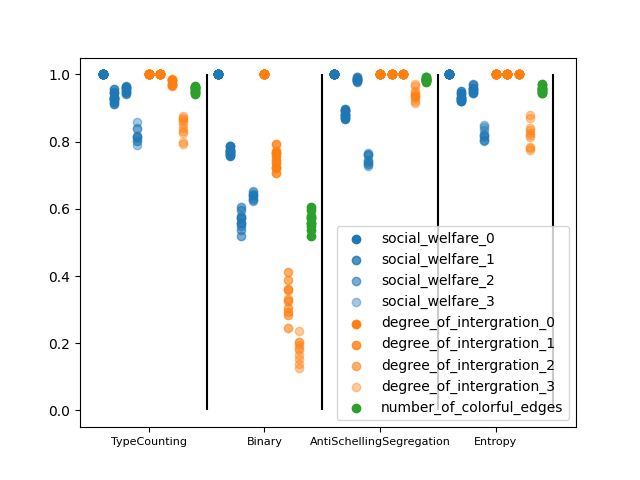 1.0
0.8
0.6
0.4
0.2
0.0
social_welfare_0
social_welfare_1
social_welfare_2
social_welfare_3
degree_of_intergration_0
degree_of_intergration_1
degree_of_intergration_2
degree_of_intergration_3
number_of_colorful_edges
TypeCounting Binary AntiSchellingSegregation Entropy